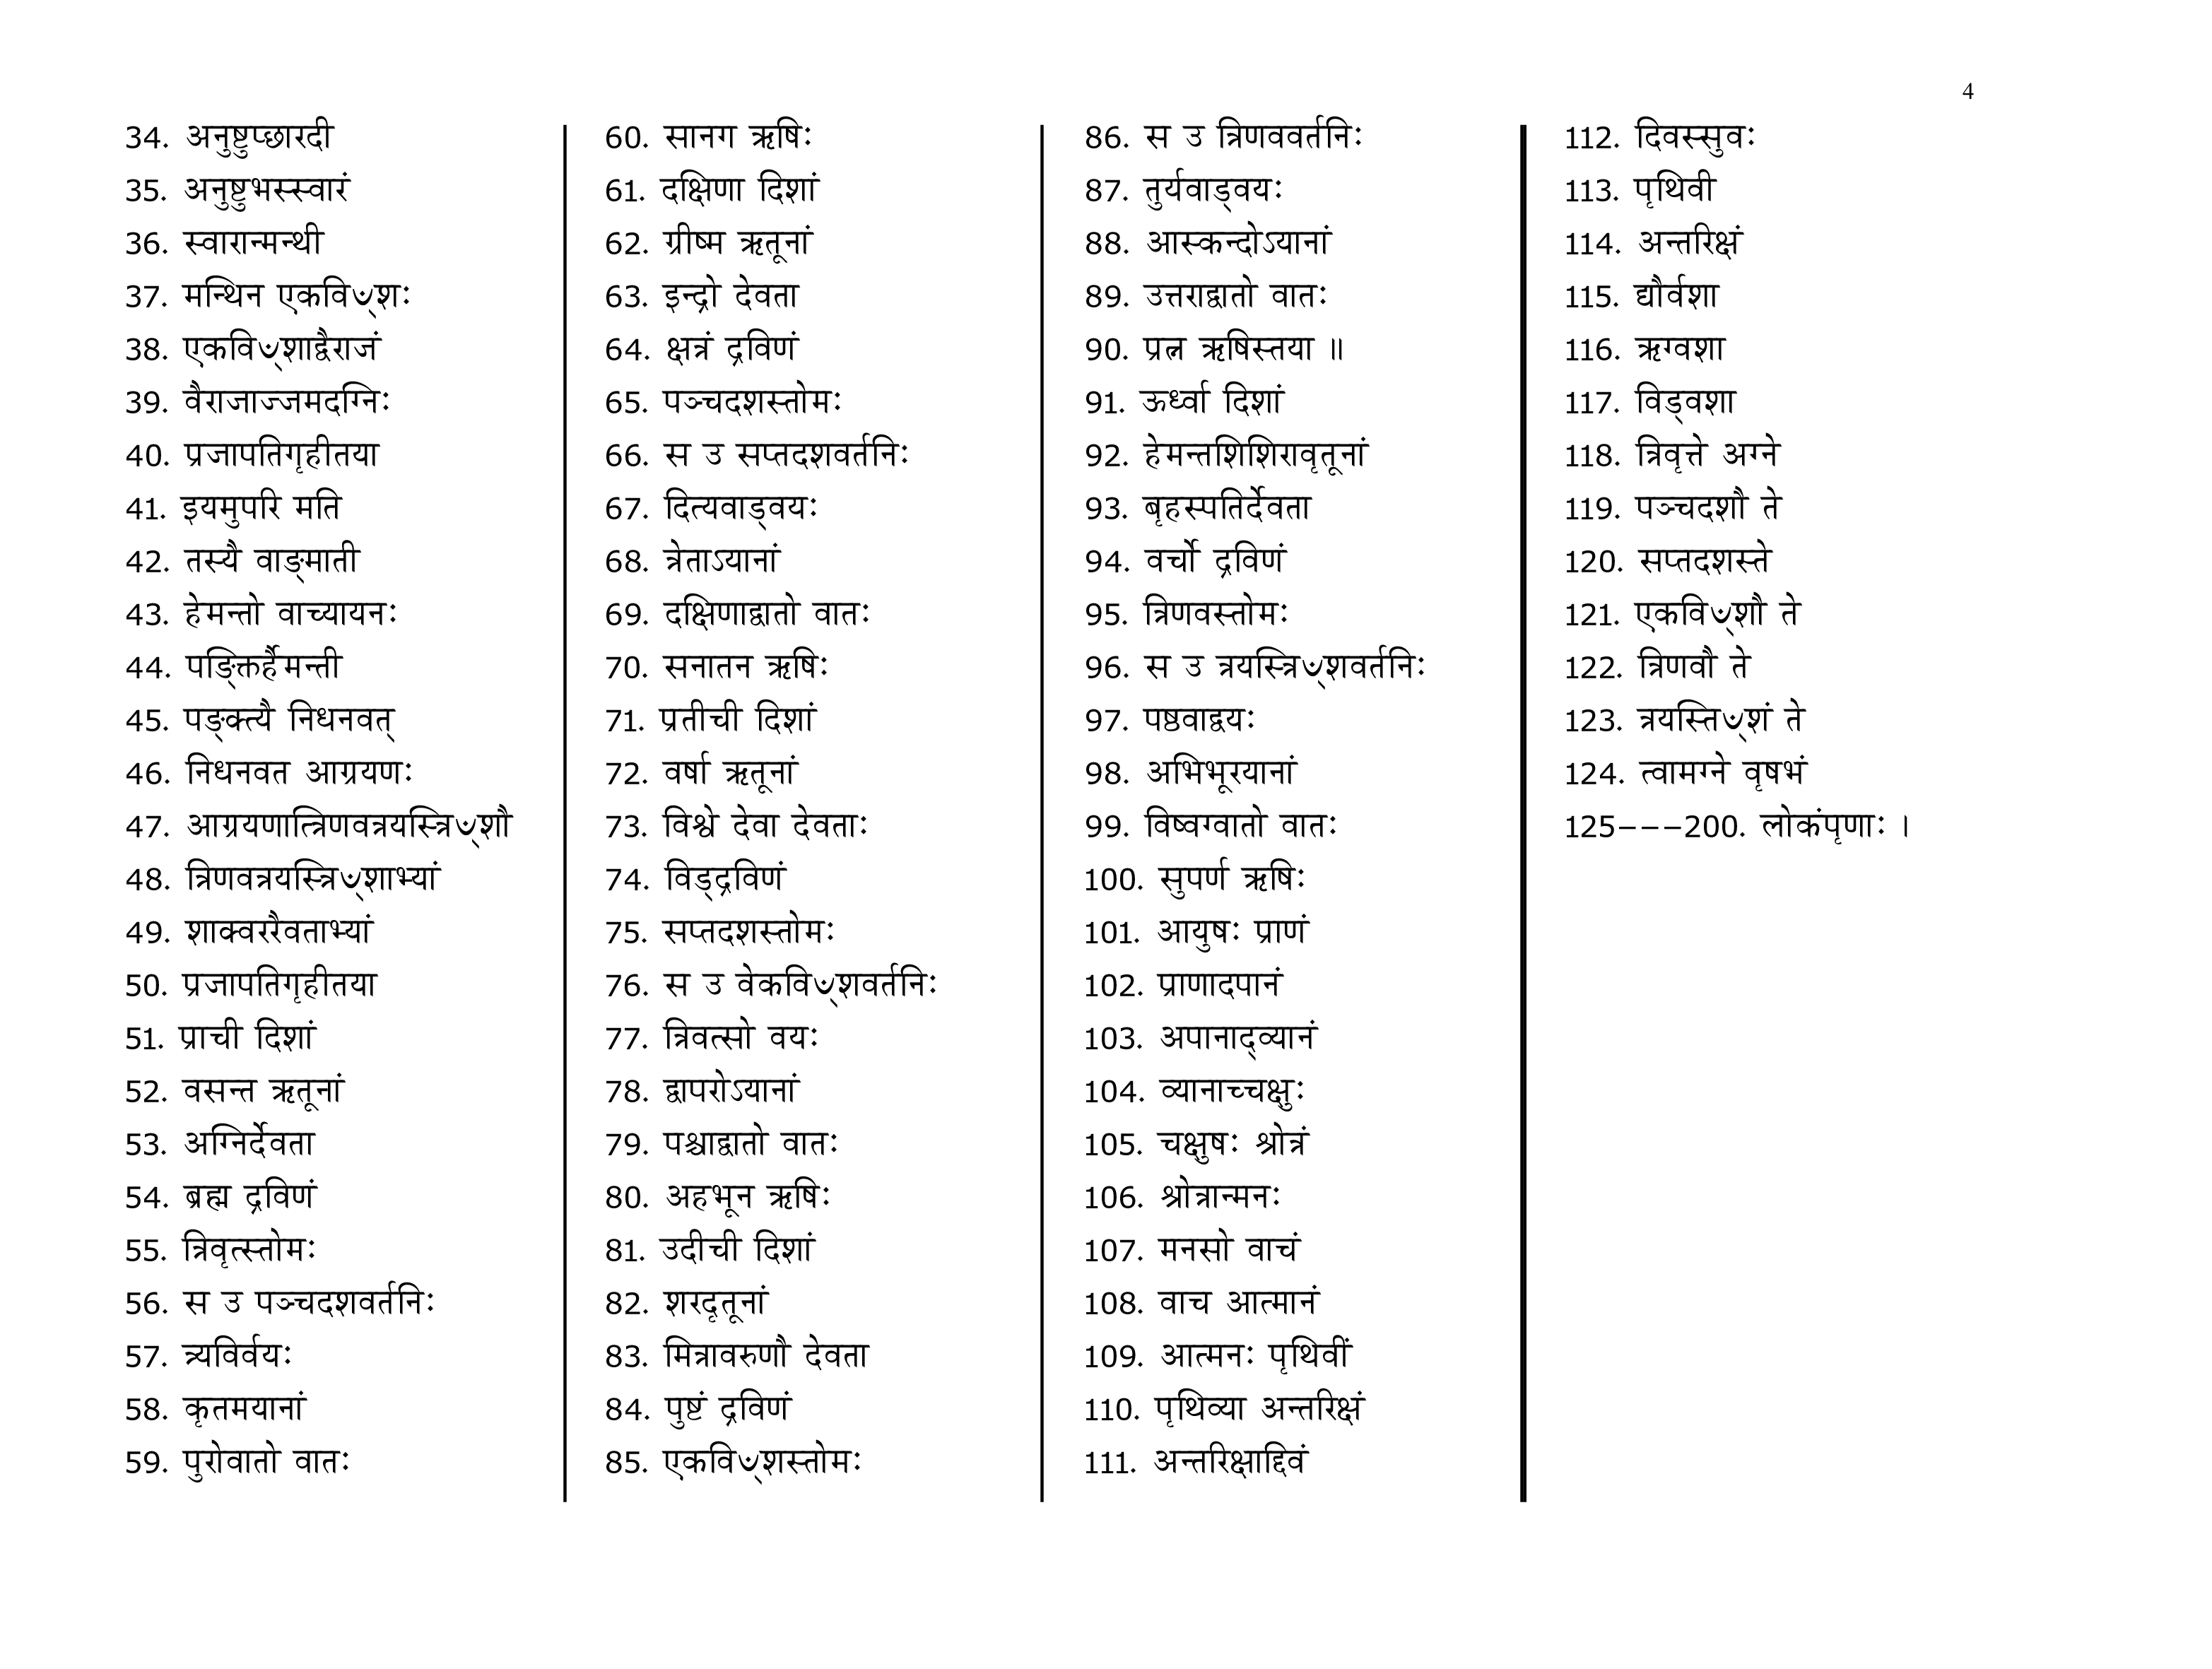 4
34. अनुष्टुप्छारदी
35. अनुष्टुभस्स्वारं
36. स्वारान्मन्थी
37. मन्थिन एकविꣳशः
38. एकविꣳशाद्वैराजं
39. वैराजाज्जमदग्निः
40. प्रजापतिगृहीतया
41. इयमुपरि मति
42. तस्यै वाङ्माती
43. हेमन्तो वाच्यायनः
44. पङ्क्तिर्हैमन्ती
45. पङ्क्त्यै निधनवत्
46. निधनवत आग्रयणः
47. आग्रयणात्त्रिणवत्रयस्त्रिꣳशौ
48. त्रिणवत्रयस्त्रिꣳशाभ्यां
49. शाक्वररैवताभ्यां
50. प्रजापतिगृहीतया
51. प्राची दिशां
52. वसन्त ऋतूनां
53. अग्निर्देवता
54. ब्रह्म द्रविणं
55. त्रिवृत्स्तोमः
56. स उ पञ्चदशवर्तनिः
57. त्र्यविर्वयः
58. कृतमयानां
59. पुरोवातो वातः
60. सानग ऋषिः
61. दक्षिणा दिशां
62. ग्रीष्म ऋतूनां
63. इन्द्रो देवता
64. क्षत्रं द्रविणं
65. पञ्चदशस्तोमः
66. स उ सप्तदशवर्तनिः
67. दित्यवाड्वयः
68. त्रेताऽयानां
69. दक्षिणाद्वातो वातः
70. सनातन ऋषिः
71. प्रतीची दिशां
72. वर्षा ऋतूनां
73. विश्वे देवा देवताः
74. विड्द्रविणं
75. सप्तदशस्तोमः
76. स उ वेकविꣳशवर्तनिः
77. त्रिवत्सो वयः
78. द्वापरोऽयानां
79. पश्चाद्वातो वातः
80. अहभून ऋषिः
81. उदीची दिशां
82. शरदृतूनां
83. मित्रावरुणौ देवता
84. पुष्टं द्रविणं
85. एकविꣳशस्तोमः
86. स उ त्रिणववर्तनिः
87. तुर्यवाड्वयः
88. आस्कन्दोऽयानां
89. उत्तराद्वातो वातः
90. प्रत्न ऋषिस्तया ॥
91. ऊर्ध्वा दिशां
92. हेमन्तशिशिरावृतूनां
93. बृहस्पतिर्देवता
94. वर्चो द्रविणं
95. त्रिणवस्तोमः
96. स उ त्रयस्त्रिꣳशवर्तनिः
97. पष्ठवाद्वयः
98. अभिभूरयानां
99. विष्वग्वातो वातः
100. सुपर्ण ऋषिः
101. आयुषः प्राणं
102. प्राणादपानं
103. अपानाद्व्यानं
104. व्यानाच्चक्षुः
105. चक्षुषः श्रोत्रं
106. श्रोत्रान्मनः
107. मनसो वाचं
108. वाच आत्मानं
109. आत्मनः पृथिवीं
110. पृथिव्या अन्तरिक्षं
111. अन्तरिक्षाद्दिवं
112. दिवस्सुवः
113. पृथिवी
114. अन्तरिक्षं
115. द्यौर्वशा
116. ऋग्वशा
117. विड्वशा
118. त्रिवृत्ते अग्ने
119. पञ्चदशौ ते
120. सप्तदशस्ते
121. एकविꣳशौ ते
122. त्रिणवौ ते
123. त्रयस्तिꣳशं ते
124. त्वामग्ने वृषभं
125---200. लोकंपृणाः ।